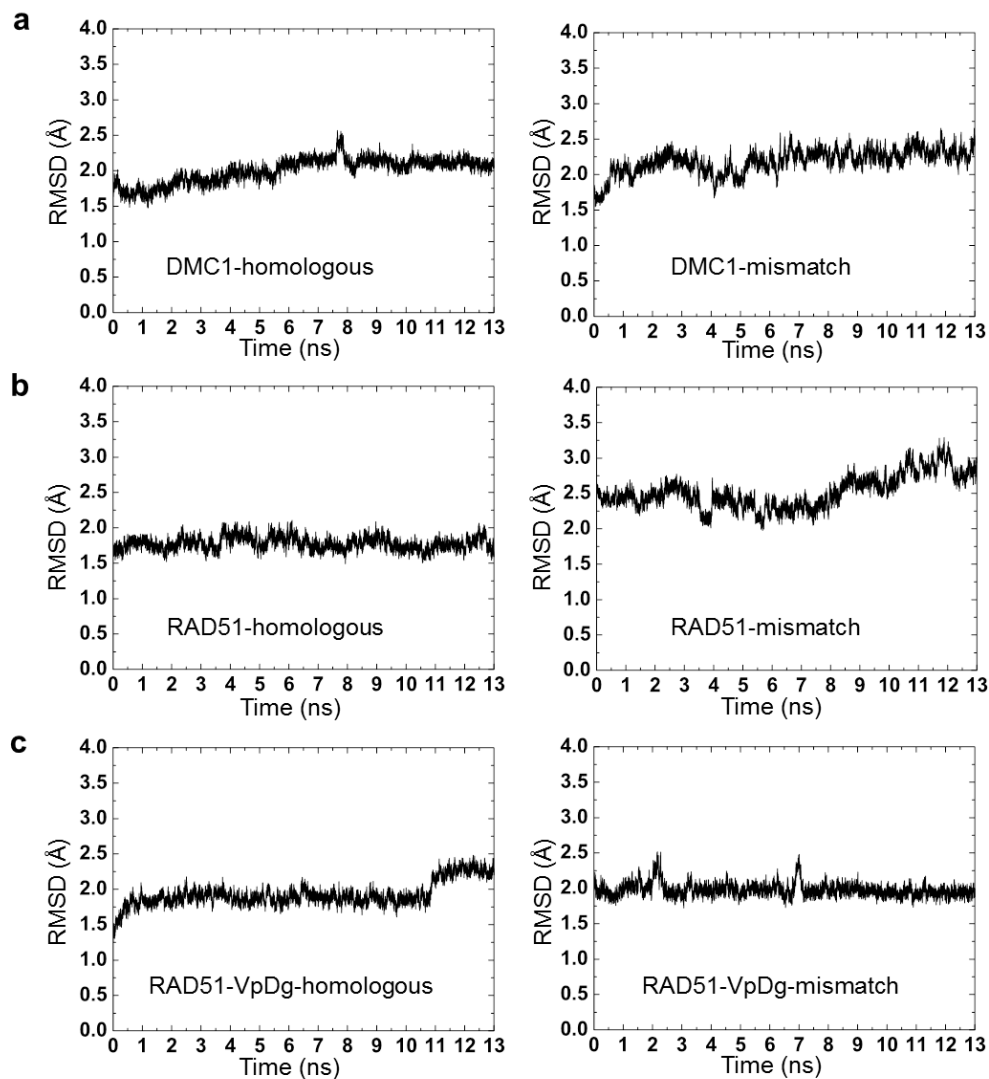 a
4.0
3.5
3.0
2.5
2.0
1.5
1.0
0.5
0.0
RMSD (Å)
DMC1-homologous
0 1 2 3 4 5 6 7 8 9 10 11 12 13
Time (ns)
4.0
3.5
3.0
2.5
2.0
1.5
1.0
0.5
0.0
RMSD (Å)
DMC1-mismatch
0 1 2 3 4 5 6 7 8 9 10 11 12 13
Time (ns)
b
4.0
3.5
3.0
2.5
2.0
1.5
1.0
0.5
0.0
RMSD (Å)
RAD51-homologous
0 1 2 3 4 5 6 7 8 9 10 11 12 13
Time (ns)
4.0
3.5
3.0
2.5
2.0
1.5
1.0
0.5
0.0
RMSD (Å)
RAD51-mismatch
0 1 2 3 4 5 6 7 8 9 10 11 12 13
Time (ns)
c
4.0
3.5
3.0
2.5
2.0
1.5
1.0
0.5
0.0
RMSD (Å)
RAD51-VpDg-homologous
0 1 2 3 4 5 6 7 8 9 10 11 12 13
Time (ns)
4.0
3.5
3.0
2.5
2.0
1.5
1.0
0.5
0.0
RMSD (Å)
RAD51-VpDg-mismatch
0 1 2 3 4 5 6 7 8 9 10 11 12 13
Time (ns)